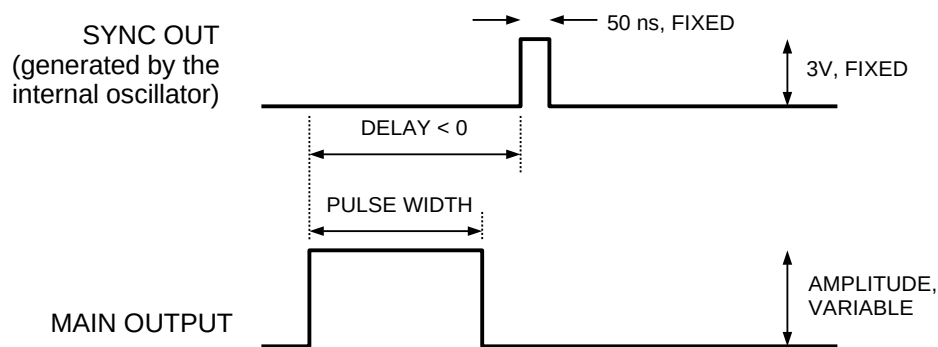 SYNC OUT
(generated by the
internal oscillator)
50 ns, FIXED
3V, FIXED
DELAY < 0
PULSE WIDTH
AMPLITUDE,
VARIABLE
MAIN OUTPUT